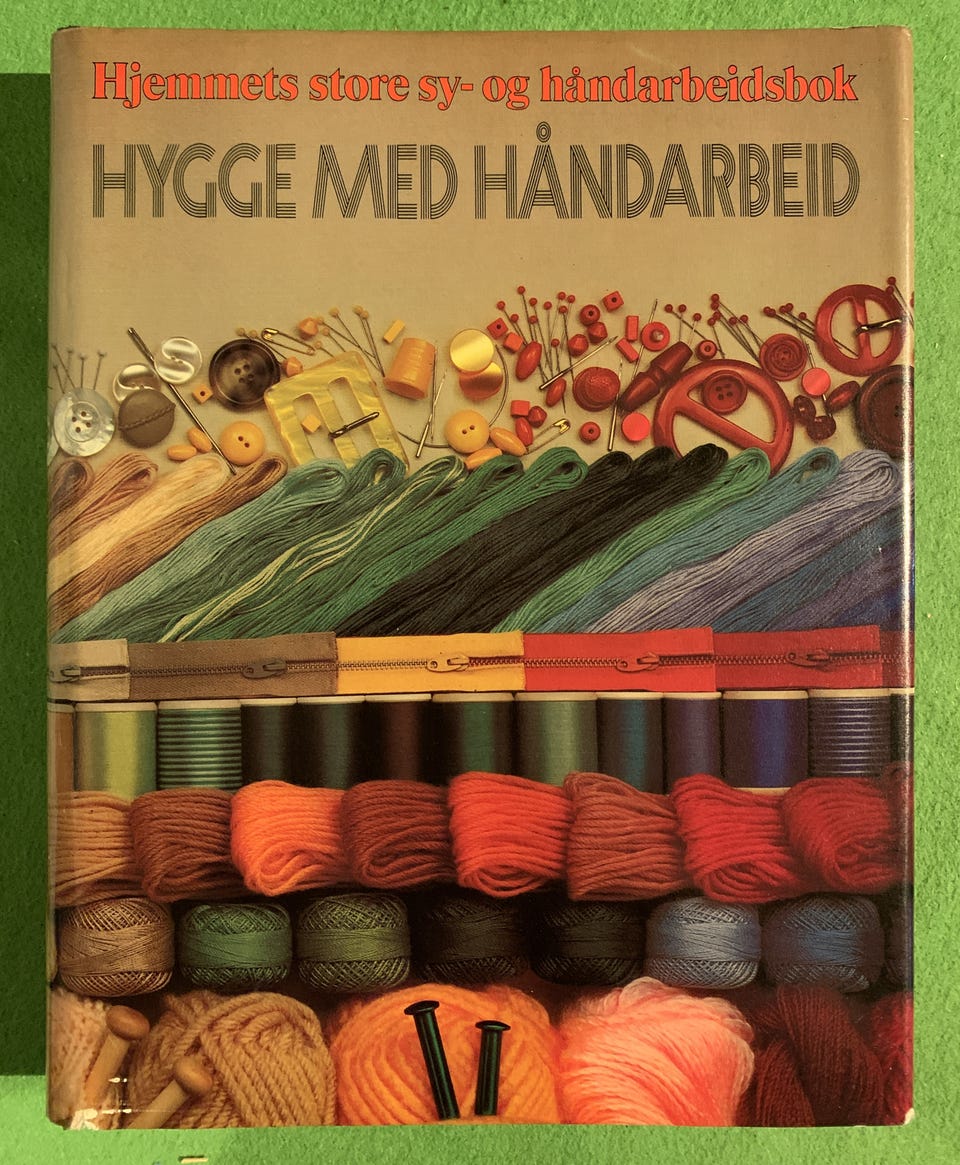 Hjemmets store sy- og håndarbeidsbok
HYGGE MED HÅNDARBEID